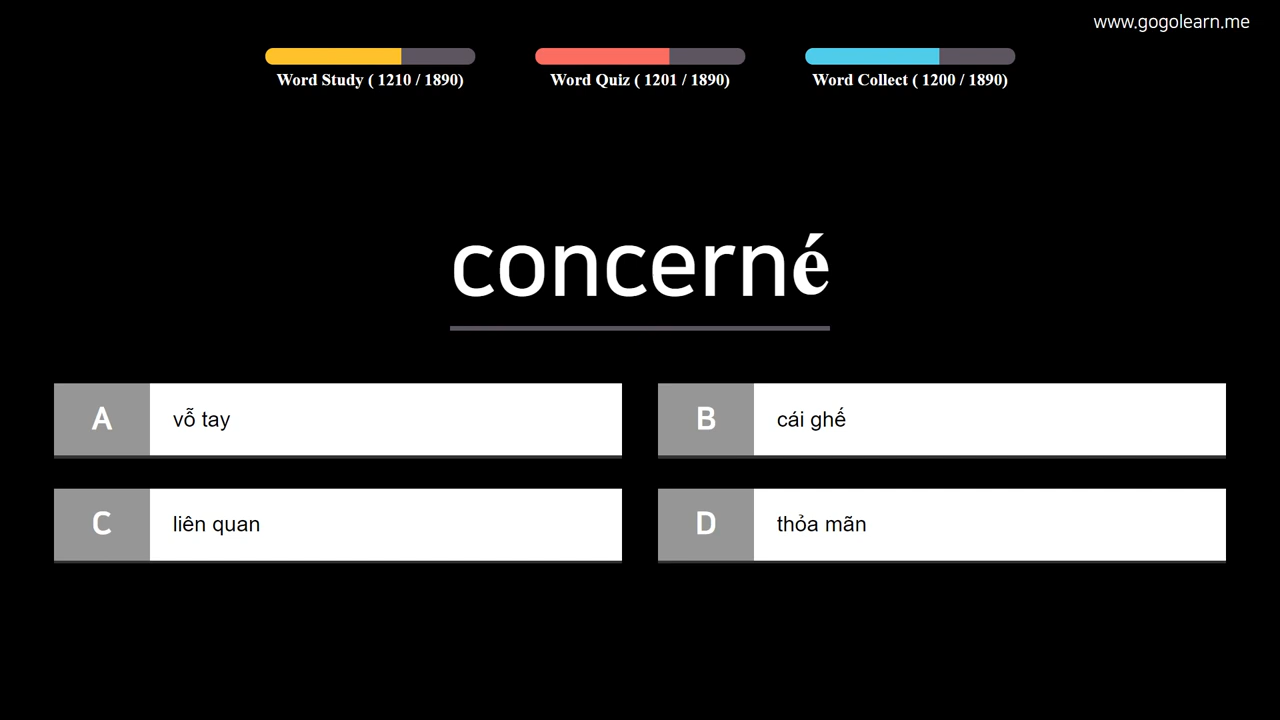 www.gogolearn.me
Word Study ( 1210 / 1890)
Word Quiz ( 1201 / 1890)
Word Collect ( 1200 / 1890)
concerné
A vỗ tay
B cái ghế
C liên quan
D thỏa mãn